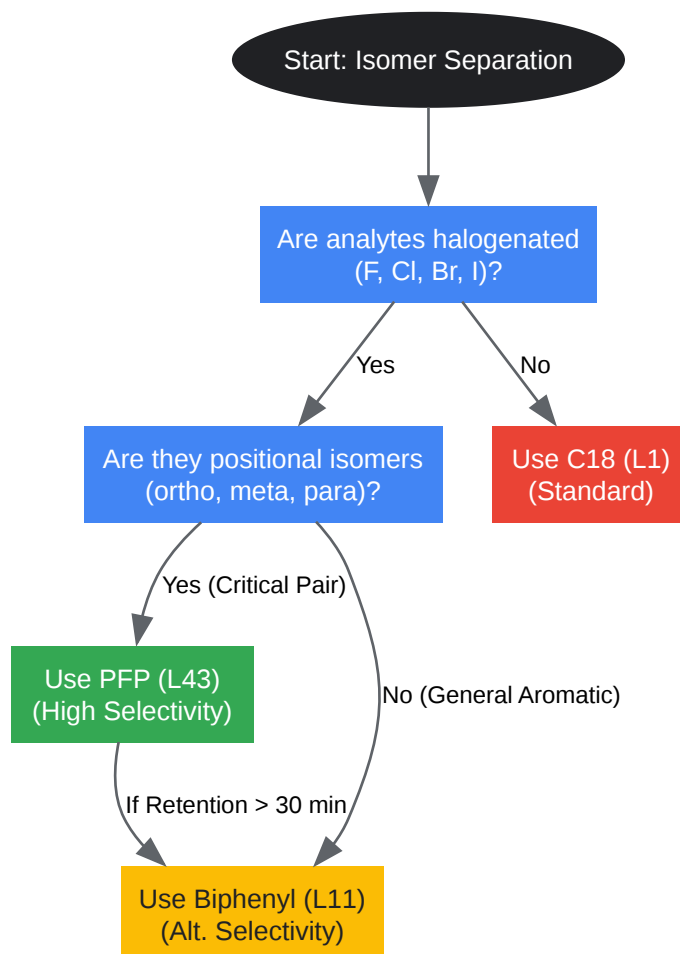 Start: Isomer Separation
Are analytes halogenated
(F, Cl, Br, I)?
Yes
No
Are they positional isomers
(ortho, meta, para)?
Use C18 (L1)
(Standard)
Yes (Critical Pair)
Use PFP (L43)
(High Selectivity)
No (General Aromatic)
If Retention > 30 min
Use Biphenyl (L11)
(Alt. Selectivity)